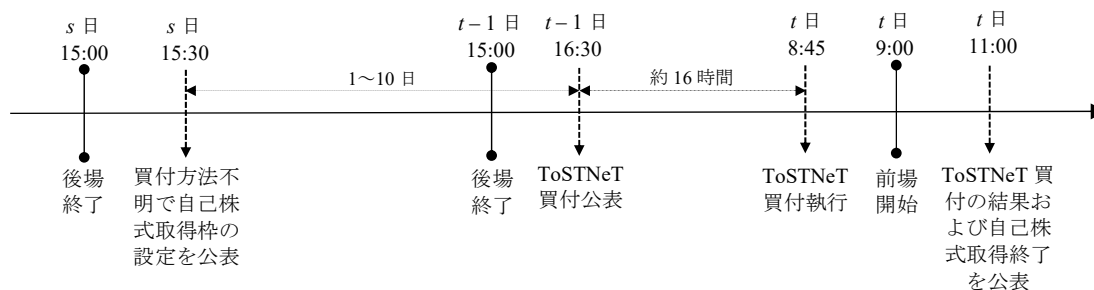 s 日
15:00
s 日
15:30
t – 1 日
15:00
t – 1 日
16:30
t 日
8:45
t 日
9:00
t 日
11:00
1〜10 日
約 16 時間
後場
終了
買付方法不
明で自己株
式取得枠の
設定を公表
後場
終了
ToSTNeT
買付公表
ToSTNeT
買付執行
前場
開始
ToSTNeT 買
付の結果お
よび自己株
式取得終了
を公表